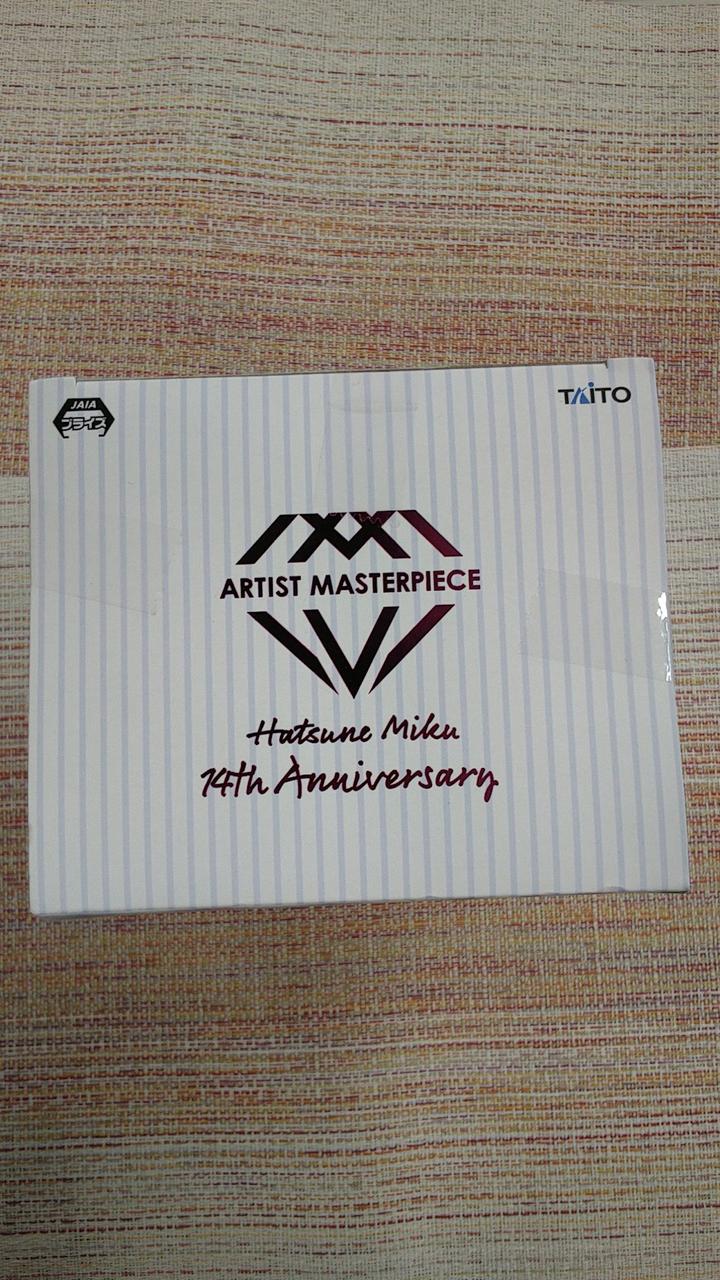 JAIA
プライズ
TAiTO
ARTIST MASTERPIECE
Hatsune Miku
14th Anniversary